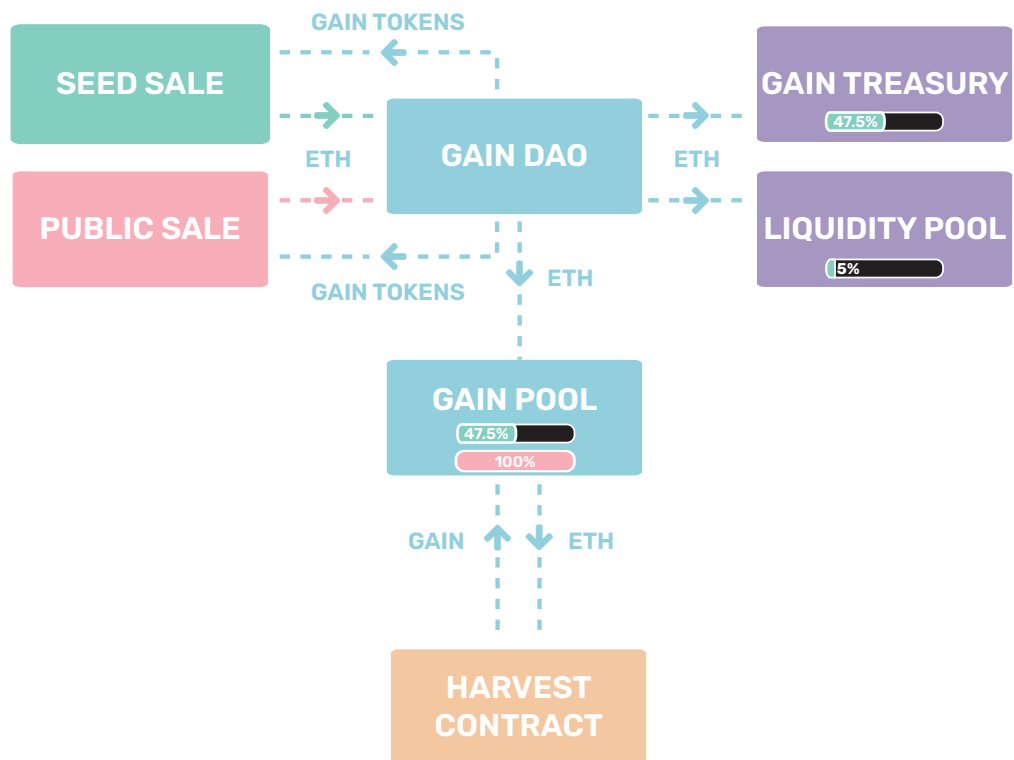 GAIN TOKENS
SEED SALE
GAIN TREASURY
47.5%
GAIN DAO
ETH
ETH
PUBLIC SALE
LIQUIDITY POOL
5%
GAIN TOKENS
ETH
GAIN POOL
47.5%
100%
GAIN
ETH
HARVEST
CONTRACT